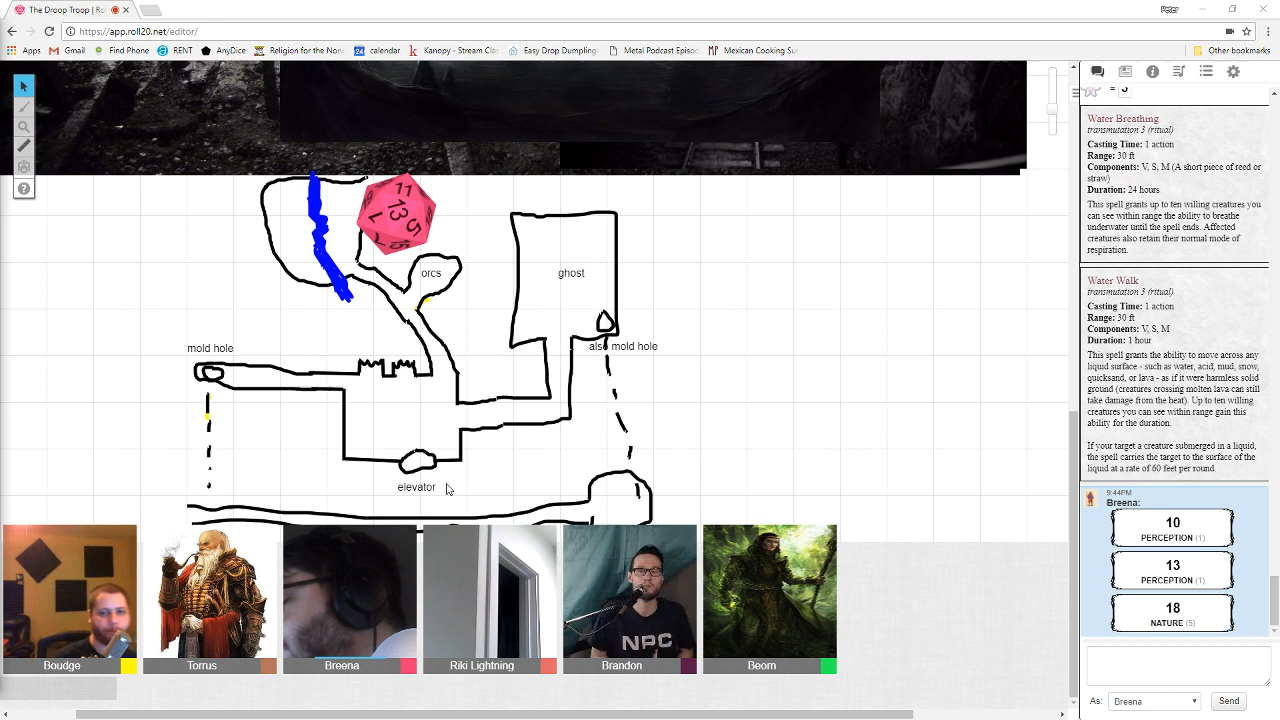 The Droop Troop | Ro
Peter
https://app.roll20.net/editor/
Apps
Gmail
Find Phone
RENT
AnyDice
Religion for the Non
24
calendar
k
Kanopy - Stream Cla
Easy Drop Dumpling
Metal Podcast Episo
Mexican Cooking Su
Other bookmarks
11
13
5
1
7
15
orcs
ghost
also mold hole
mold hole
elevator
NPC
Boudge
Torrus
Breena
Riki Lightning
Brandon
Beorn
=
Water Breathing
transmutation 3 (ritual)
Casting Time: 1 action
Range: 30 ft
Components: V, S, M (A short piece of reed or
straw)
Duration: 24 hours
This spell grants up to ten willing creatures you
can see within range the ability to breathe
underwater until the spell ends. Affected
creatures also retain their normal mode of
respiration.
Water Walk
transmutation 3 (ritual)
Casting Time: 1 action
Range: 30 ft
Components: V, S, M
Duration: 1 hour
This spell grants the ability to move across any
liquid surface - such as water, acid, mud, snow,
quicksand, or lava - as if it were harmless solid
ground (creatures crossing molten lava can still
take damage from the heat). Up to ten willing
creatures you can see within range gain this
ability for the duration.
If your target a creature submerged in a liquid,
the spell carries the target to the surface of the
liquid at a rate of 60 feet per round.
9:44PM
Breena:
10
PERCEPTION (1)
13
PERCEPTION (1)
18
NATURE (5)
As:
Breena
Send